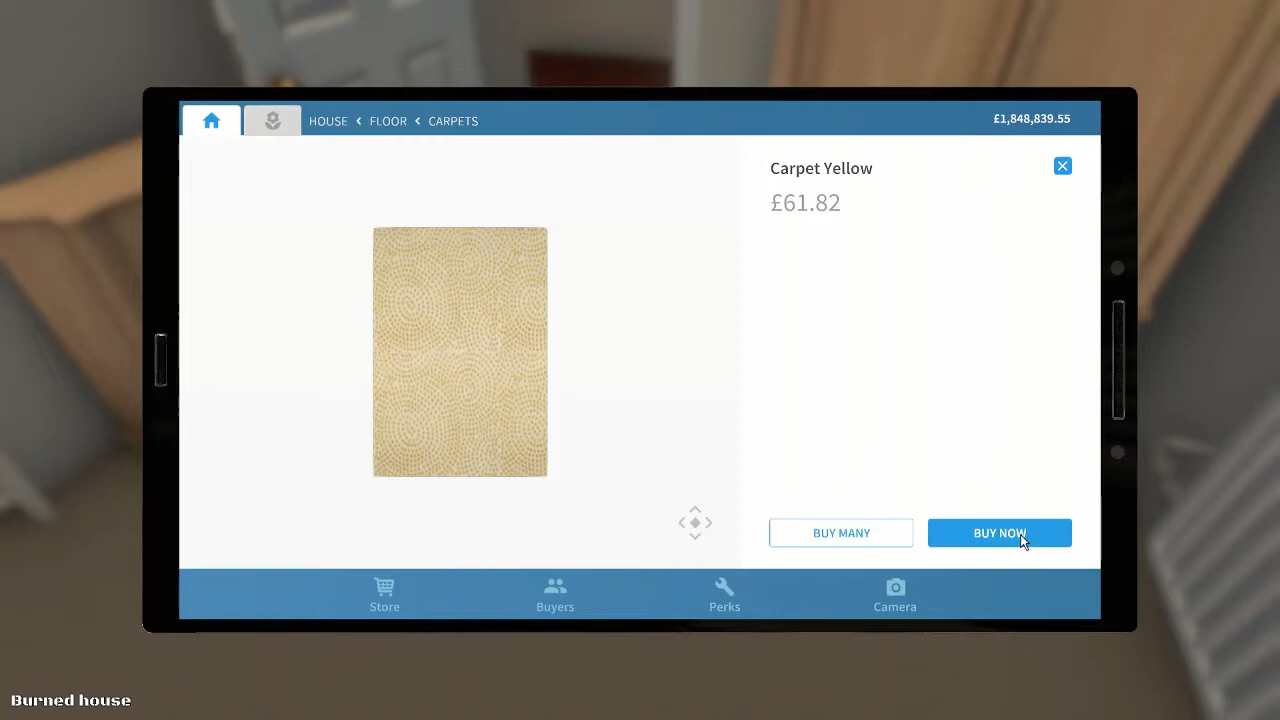 HOUSE < FLOOR < CARPETS
£1,848,839.55
Carpet Yellow
£61.82
BUY MANY
BUY NOW
Store
Buyers
Perks
Camera
Burned house